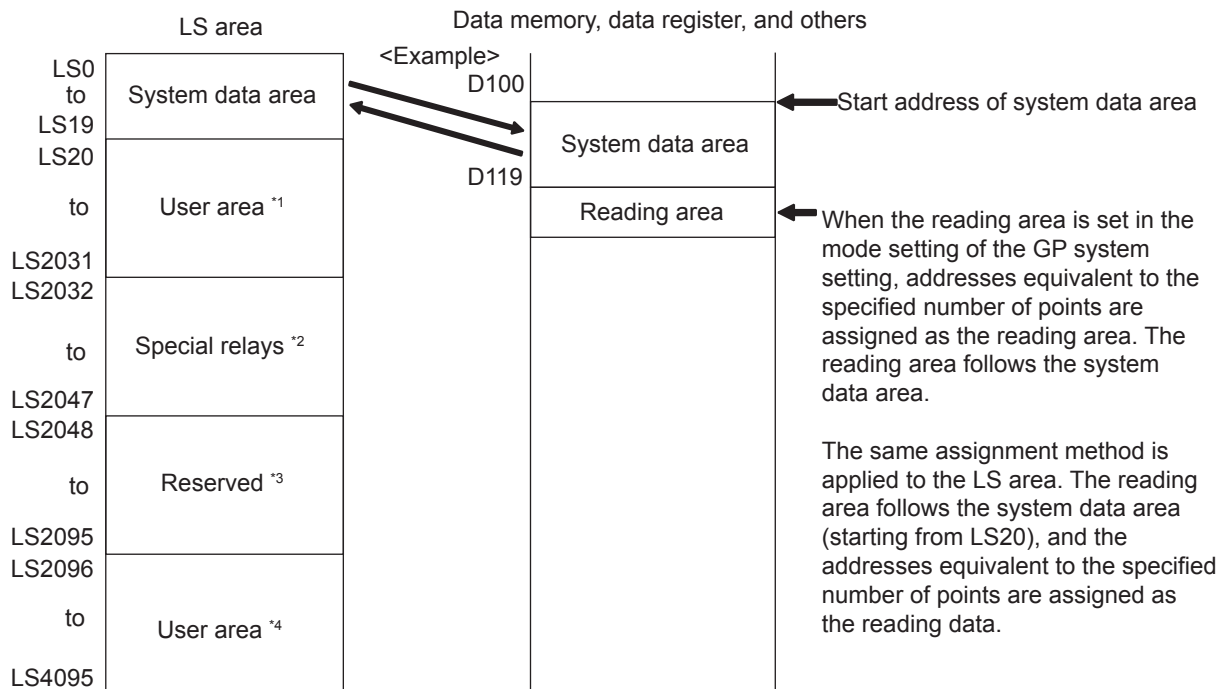 LS area
Data memory, data register, and others
<Example>
LS0
to
LS19
System data area
LS20
to
LS2031
User area *1
LS2032
to
LS2047
Special relays *2
LS2048
to
LS2095
Reserved *3
LS2096
to
LS4095
User area *4
D100
D119
System data area
Reading area
Start address of system data area
When the reading area is set in the
mode setting of the GP system
setting, addresses equivalent to the
specified number of points are
assigned as the reading area. The
reading area follows the system
data area.
The same assignment method is
applied to the LS area. The reading
area follows the system data area
(starting from LS20), and the
addresses equivalent to the specified
number of points are assigned as
the reading data.